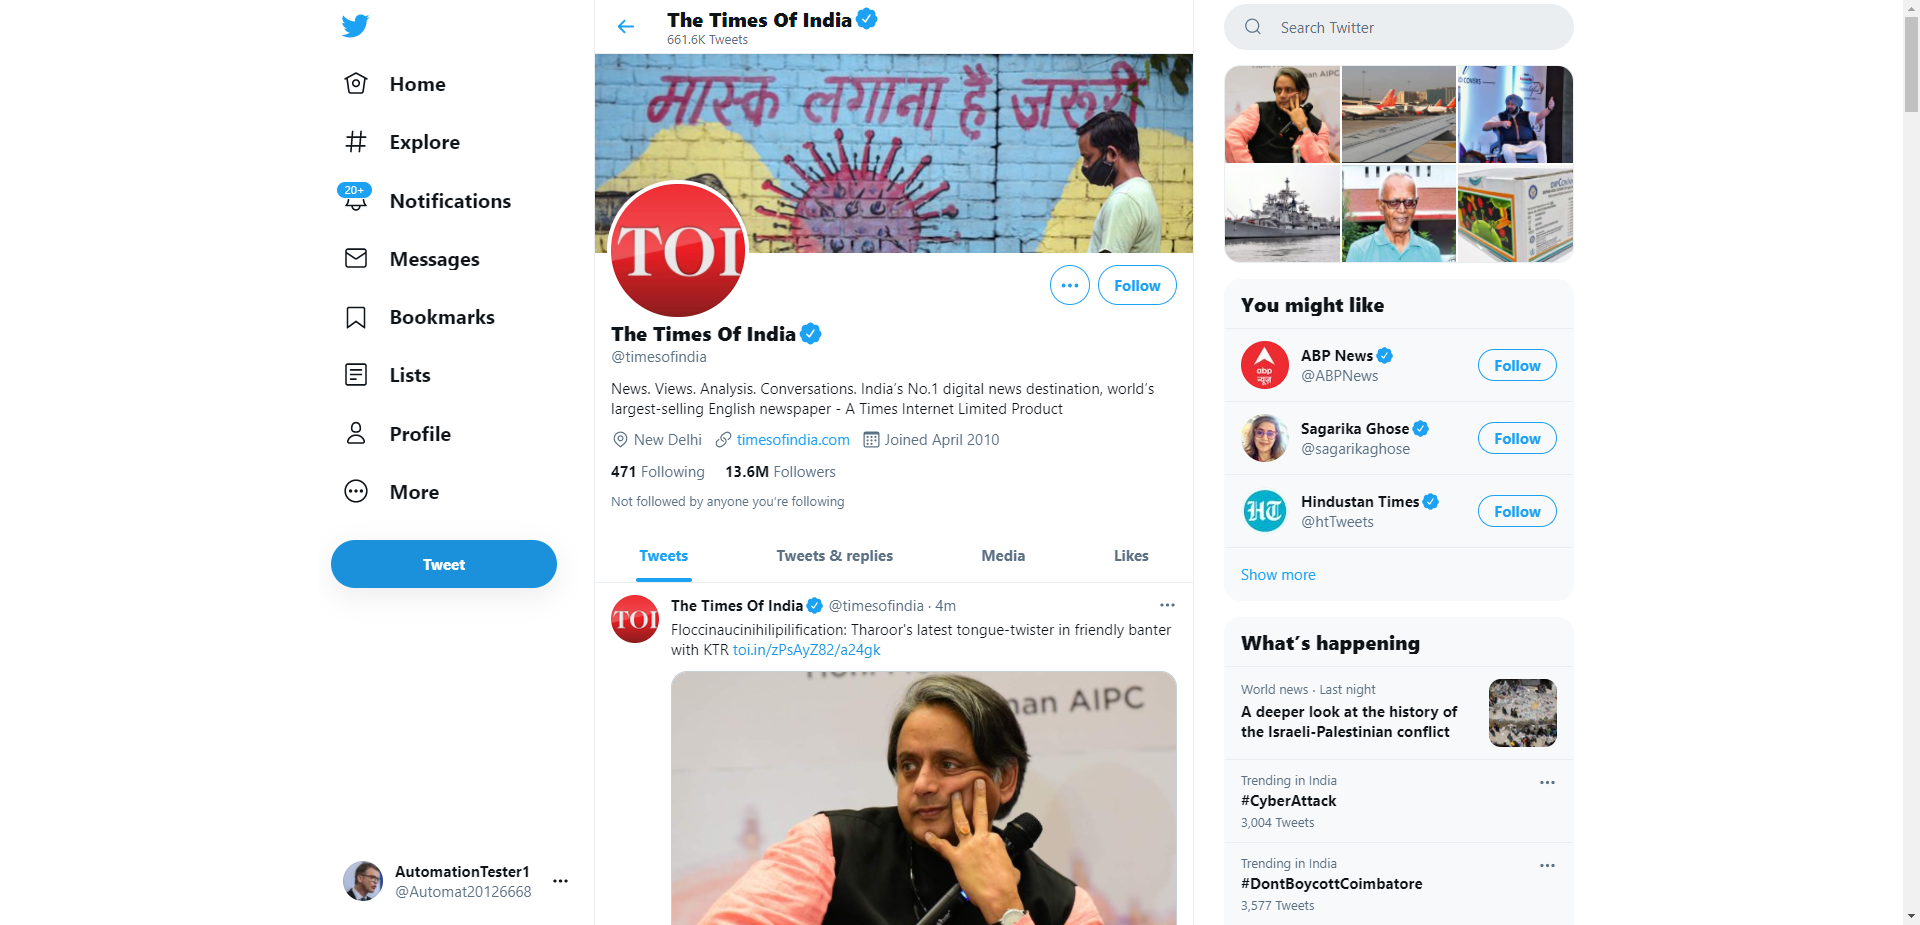 Home
Explore
20+
Notifications
Messages
Bookmarks
Lists
Profile
More
Tweet
AutomationTester1
@Automat20126668
The Times Of India
661.6K Tweets
मास्क लगाना है जरूरी
TOI
Follow
The Times Of India
@timesofindia
News. Views. Analysis. Conversations. India's No.1 digital news destination, world's
largest-selling English newspaper - A Times Internet Limited Product
New Delhi timesofindia.com Joined April 2010
471 Following 13.6M Followers
Not followed by anyone you're following
Tweets Tweets & replies Media Likes
TOI
The Times Of India @timesofindia · 4m
Floccinaucinihilipilification: Tharoor's latest tongue-twister in friendly banter
with KTR toi.in/zPsAyZ82/a24gk
man AIPC
Search Twitter
man AIPC
You might like
abp
न्यूज़
ABP News
@ABPNews
Follow
Sagarika Ghose
@sagarikaghose
Follow
HT
Hindustan Times
@htTweets
Follow
Show more
What's happening
World news · Last night
A deeper look at the history of
the Israeli-Palestinian conflict
Trending in India
#CyberAttack
3,004 Tweets
Trending in India
#DontBoycottCoimbatore
3,577 Tweets